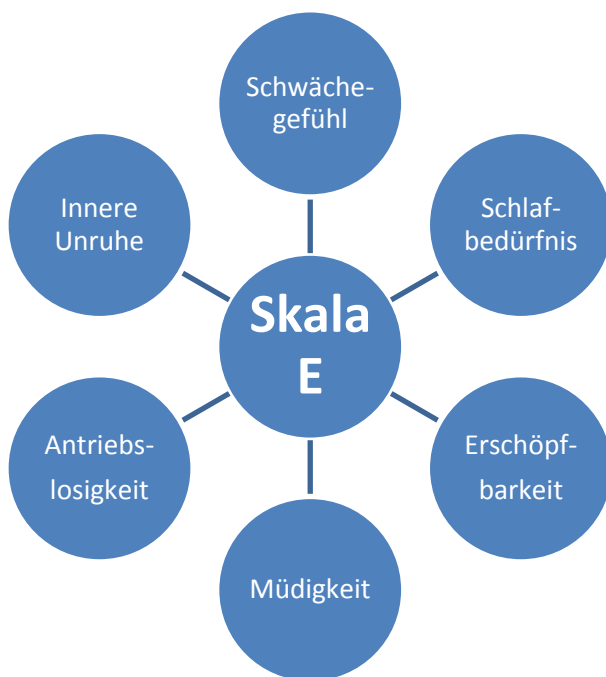 Schwäche-
gefühl
Innere
Unruhe
Schlaf-
bedürfnis
Skala
E
Antriebs-
losigkeit
Erschöpf-
barkeit
Müdigkeit